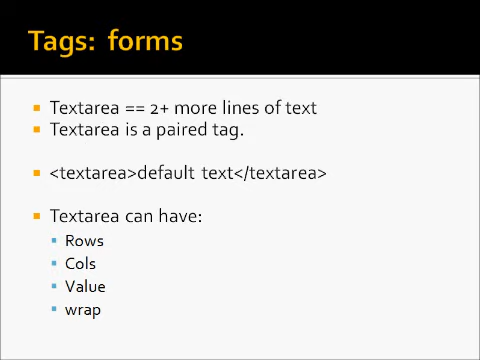 Tags: forms
Textarea == 2+ more lines of text
Textarea is a paired tag.
<textarea>default text</textarea>
Textarea can have:
Rows
Cols
Value
wrap